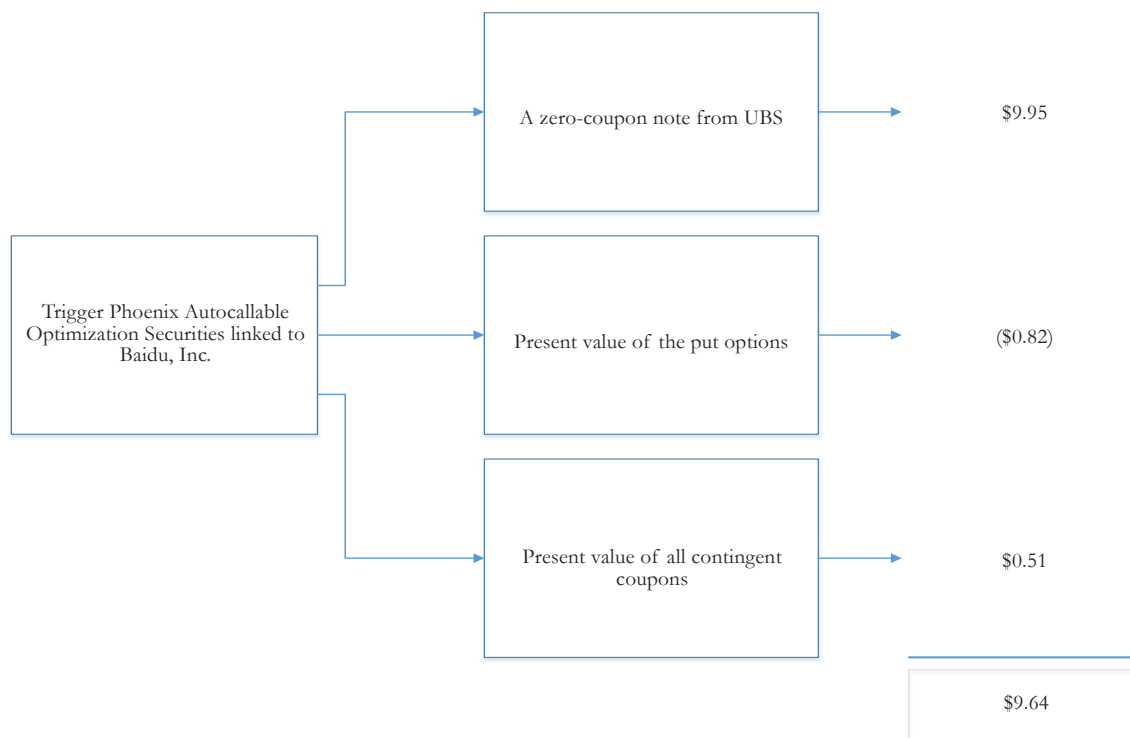 A zero-coupon note from UBS
$9.95
Trigger Phoenix Autocallable
Optimization Securities linked to
Baidu, Inc.
Present value of the put options
($0.82)
Present value of all contingent
coupons
$0.51
$9.64